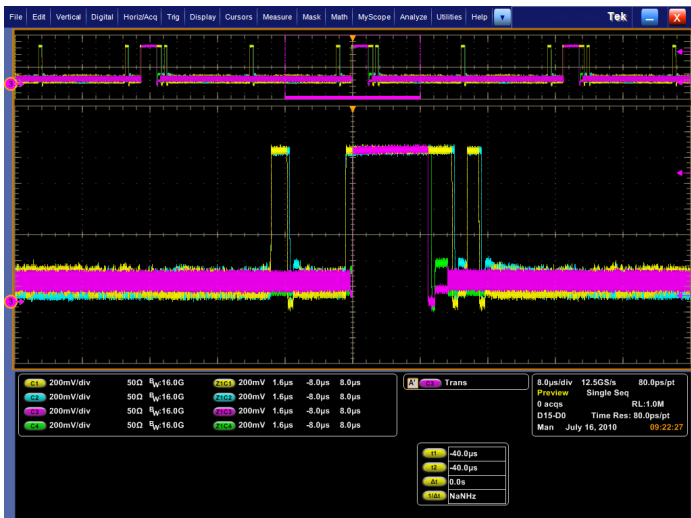 File Edit Vertical Digital Horiz/Acq Trig Display Cursors Measure Mask Math MyScope Analyze Utilities Help Tek X
C1 200mV/div 50Ω BW:16.0G Z1C1 200mV 1.6µs -8.0µs 8.0µs
C2 200mV/div 50Ω BW:16.0G Z1C2 200mV 1.6µs -8.0µs 8.0µs
C3 200mV/div 50Ω BW:16.0G Z1C3 200mV 1.6µs -8.0µs 8.0µs
C4 200mV/div 50Ω BW:16.0G Z1C4 200mV 1.6µs -8.0µs 8.0µs
A' C3 Trans
8.0µs/div 12.5GS/s 80.0ps/pt
Preview Single Seq
0 acqs RL:1.0M
D15-D0 Time Res: 80.0ps/pt
Man July 16, 2010 09:22:27
t1 -40.0µs
t2 -40.0µs
Δt 0.0s
1/Δt NaNHz